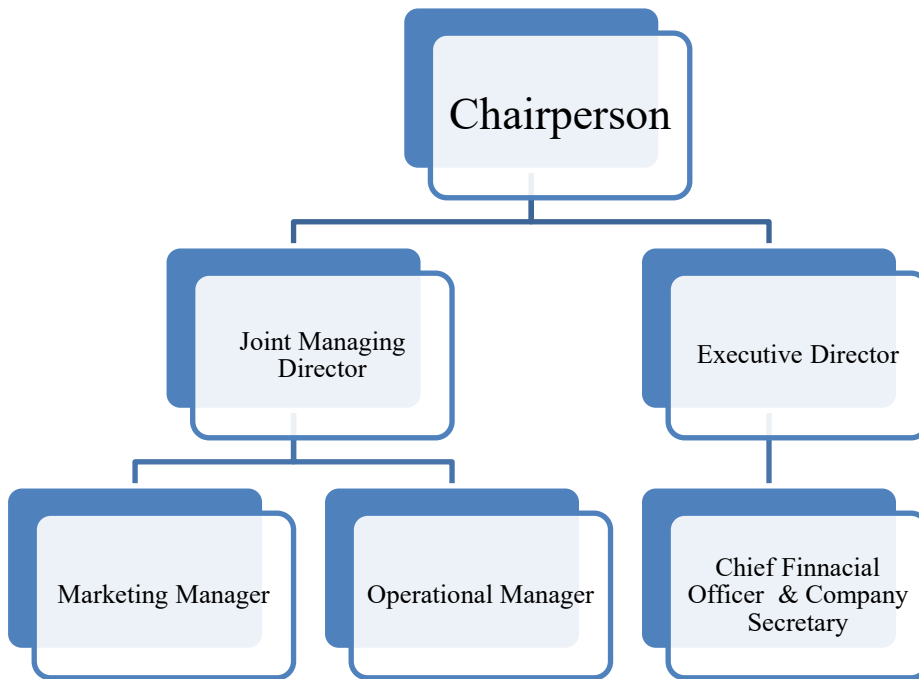 Chairperson
Joint Managing
Director
Executive Director
Marketing Manager
Operational Manager
Chief Finnacial
Officer & Company
Secretary